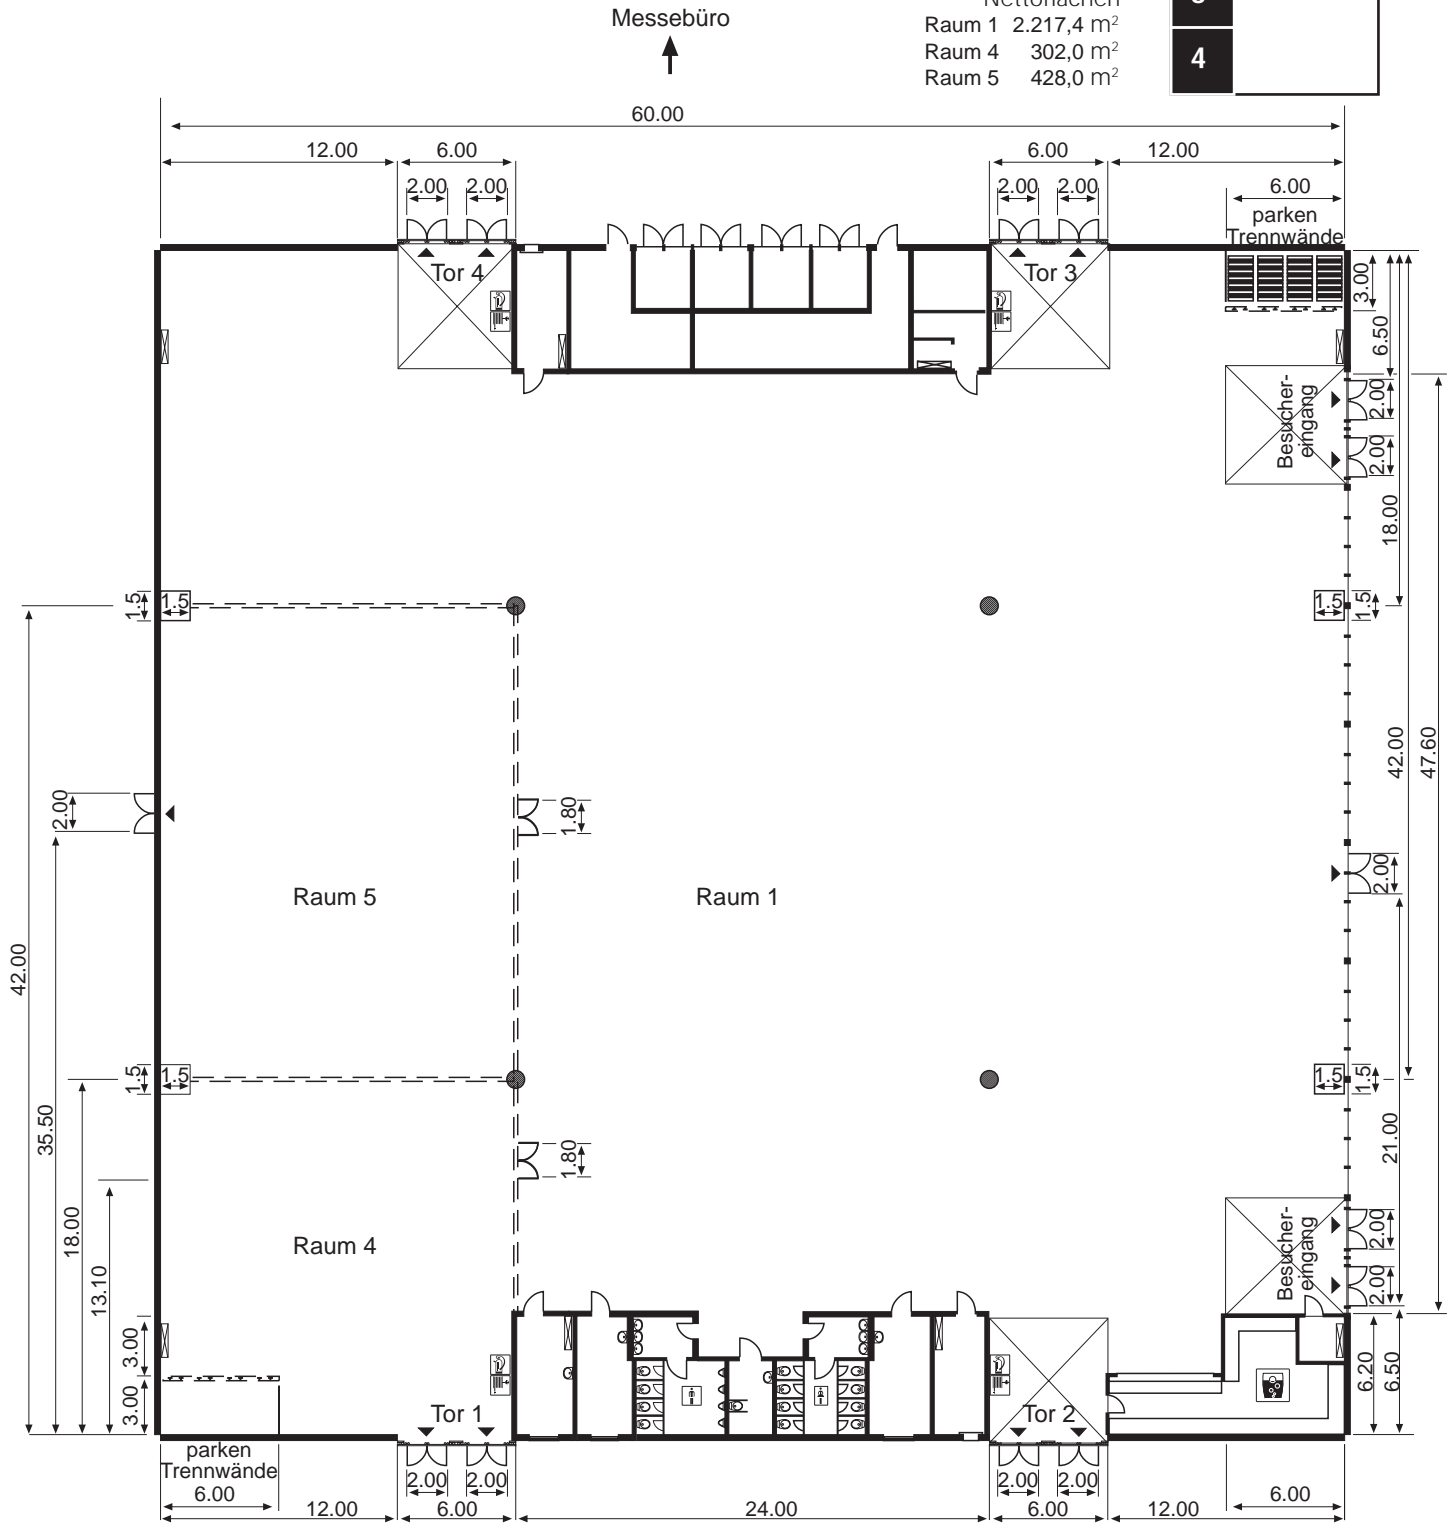 Messebüro
Nettoflächen
Raum 1 2.217,4 m²
Raum 4 302,0 m²
Raum 5 428,0 m²
4
60.00
12.00 6.00 6.00 12.00
2.00 2.00 2.00 2.00 6.00
parken
Trennwände
Tor 4 Tor 3
3.00
6.50
Besucher-
eingang
2.00
2.00
18.00
1.5 1.5 1.5 1.5
42.00
47.60
2.00 1.80
2.00
Raum 5 Raum 1
42.00
35.50
1.5 1.5 1.5 1.5
18.00
1.80
21.00
13.10
Raum 4
Besucher-
eingang
2.00
2.00
3.00
3.00
6.20
6.50
Tor 1 Tor 2
parken
Trennwände
6.00 2.00 2.00 2.00 2.00 6.00
12.00 6.00 24.00 6.00 12.00